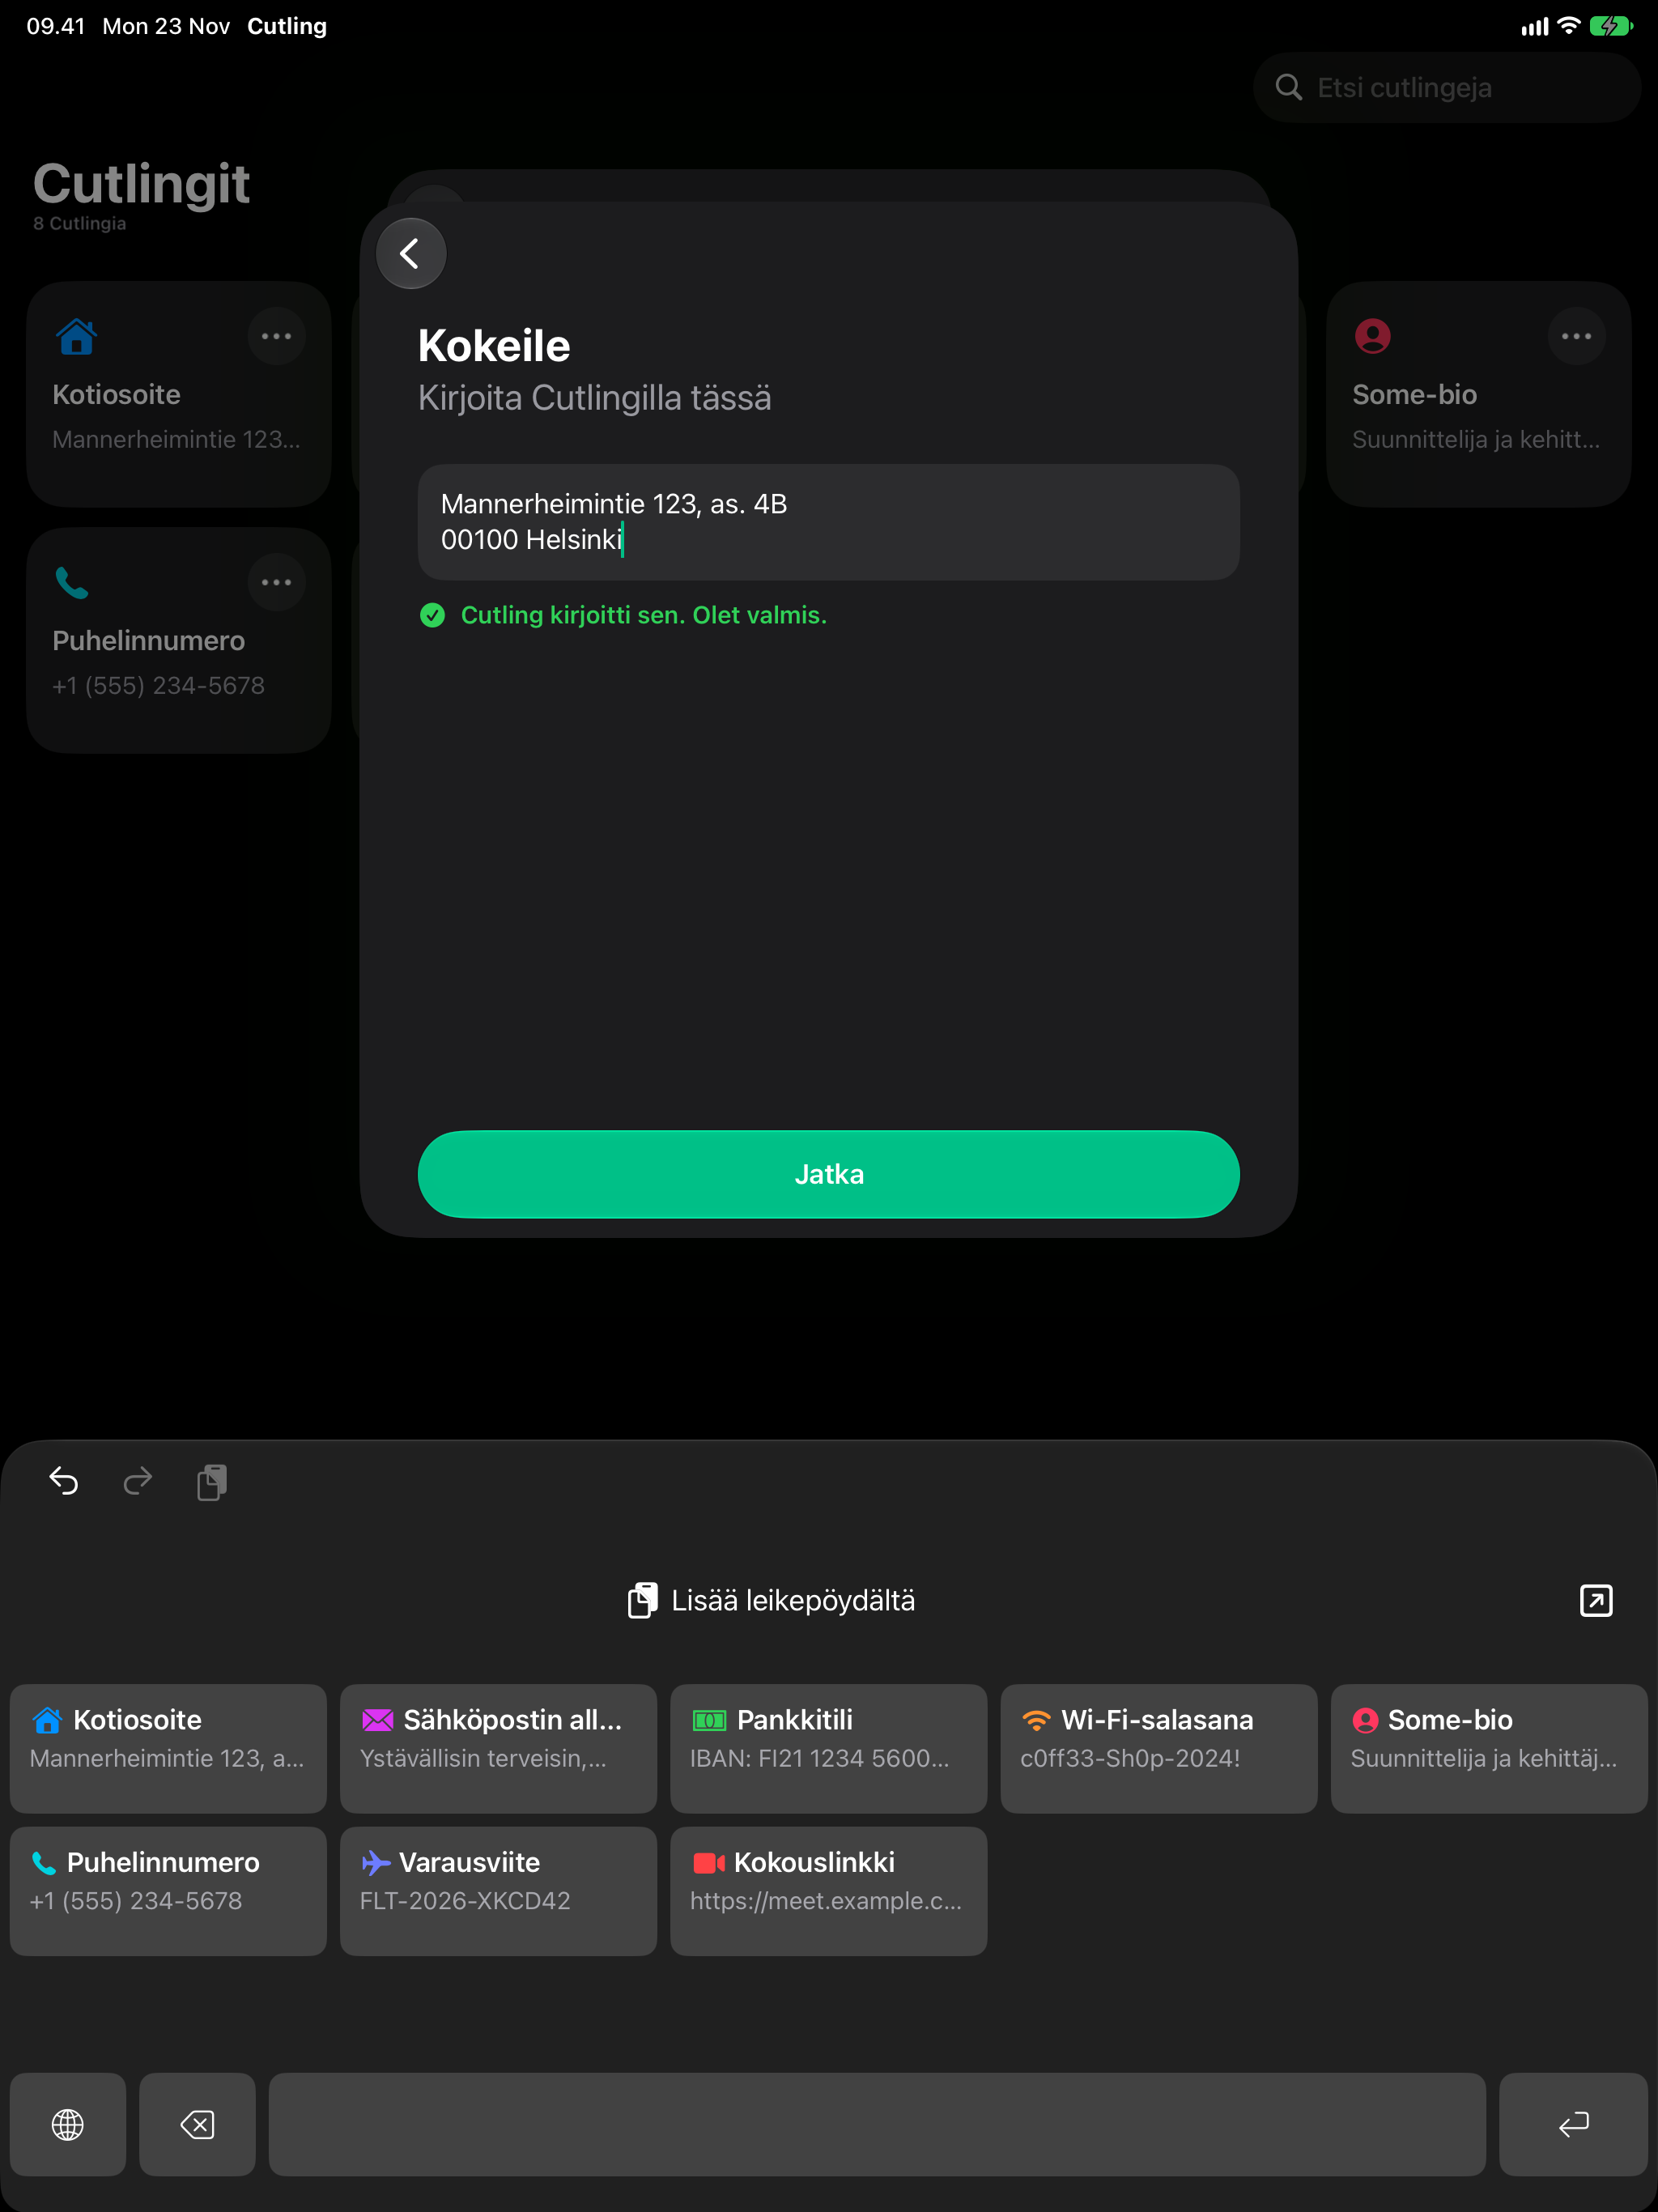 09.41 Mon 23 Nov Cutling
Etsi cutlingeja
Cutlingit
8 Cutlingia
Kotiosoite
Mannerheimintie 123...
Some-bio
Suunnittelija ja kehitt...
Puhelinnumero
+1 (555) 234-5678
Kokeile
Kirjoita Cutlingilla tässä
Mannerheimintie 123, as. 4B
00100 Helsinki
Cutling kirjoitti sen. Olet valmis.
Jatka
Lisää leikepöydältä
Kotiosoite
Mannerheimintie 123, a...
Sähköpostin all...
Ystävällisin terveisin,...
Pankkitili
IBAN: FI21 1234 5600...
Wi-Fi-salasana
c0ff33-Sh0p-2024!
Some-bio
Suunnittelija ja kehittäj...
Puhelinnumero
+1 (555) 234-5678
Varausviite
FLT-2026-XKCD42
Kokouslinkki
https://meet.example.c...